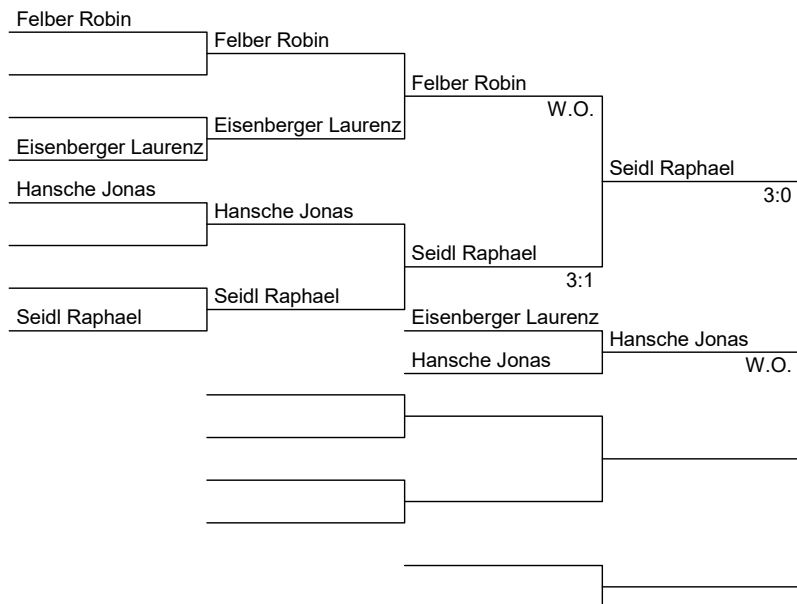 Felber Robin
Felber Robin
Felber Robin
W.O.
Eisenberger Laurenz
Eisenberger Laurenz
Seidl Raphael
3:0
Hansche Jonas
Hansche Jonas
Seidl Raphael
3:1
Seidl Raphael
Seidl Raphael
Eisenberger Laurenz
Hansche Jonas
Hansche Jonas
W.O.